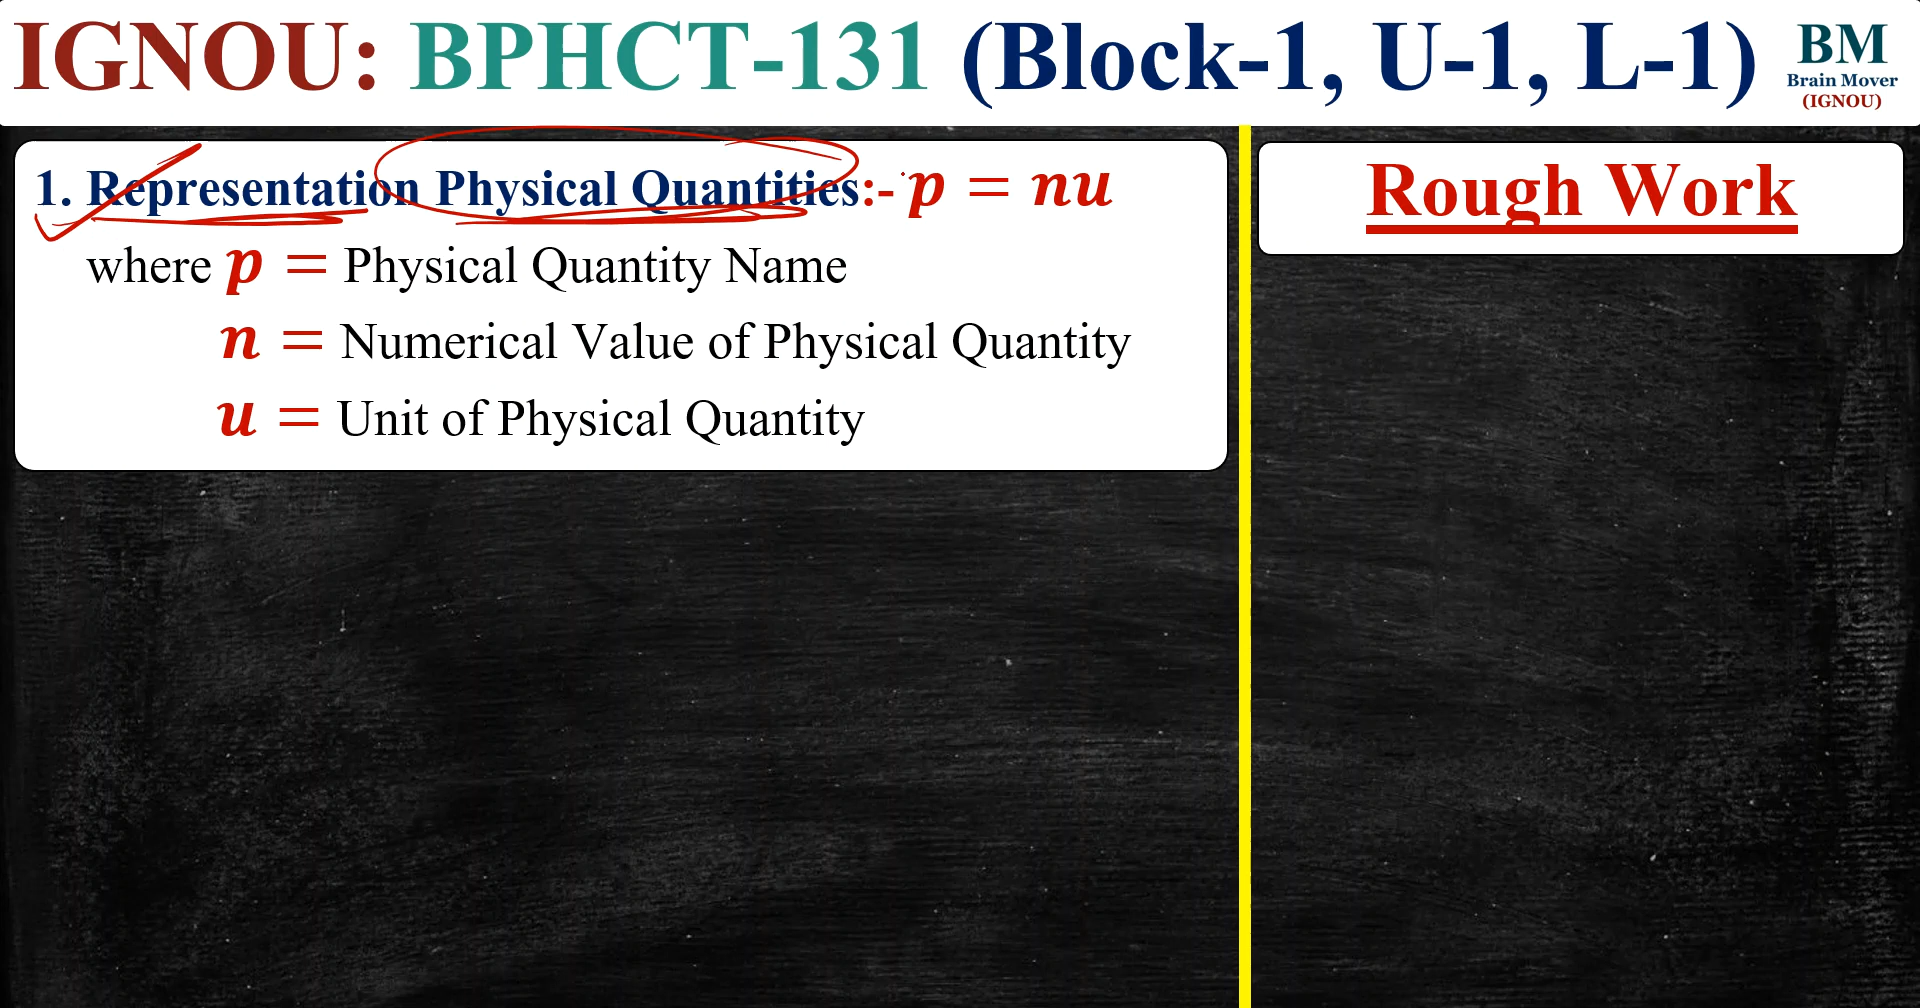 IGNOU: BPHCT-131 (Block-1, U-1, L-1)
BM
Brain Mover
(IGNOU)
1. Representation Physical Quantities:- p = nu
where p = Physical Quantity Name
n = Numerical Value of Physical Quantity
u = Unit of Physical Quantity
Rough Work